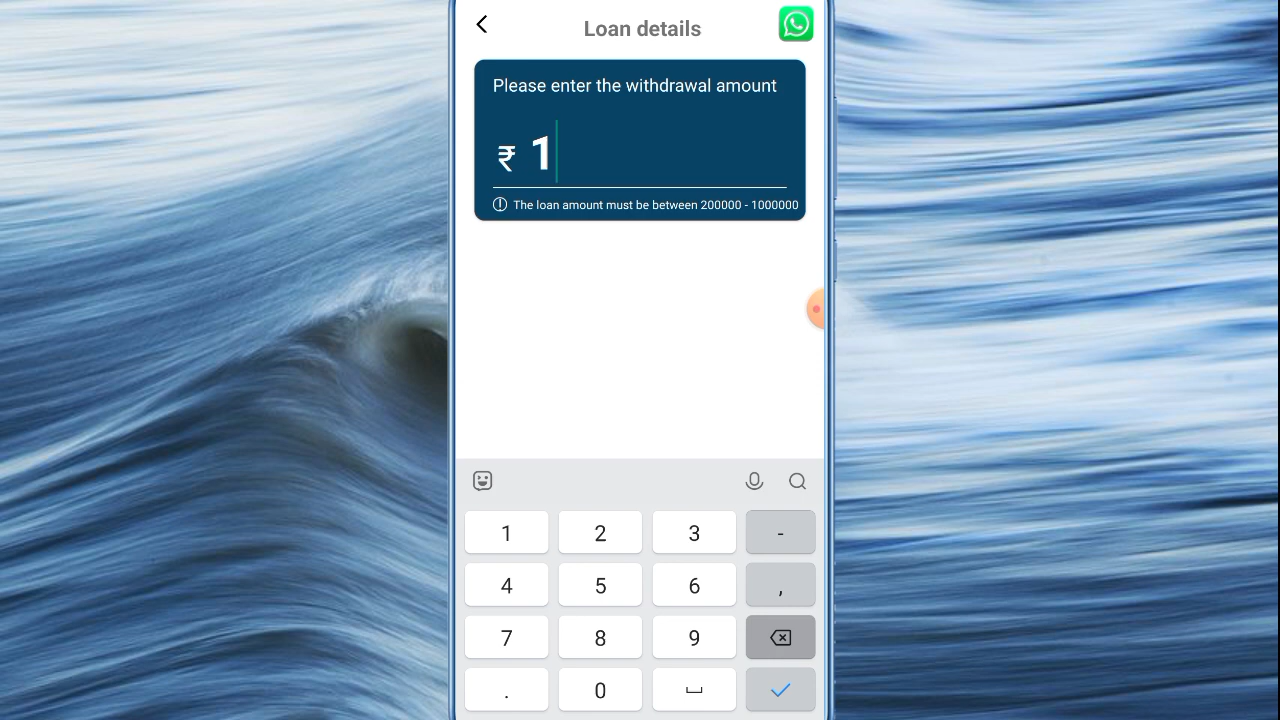 Loan details
Please enter the withdrawal amount
₹ 1
The loan amount must be between 200000 - 1000000
1 2 3 -
4 5 6 ,
7 8 9
. 0